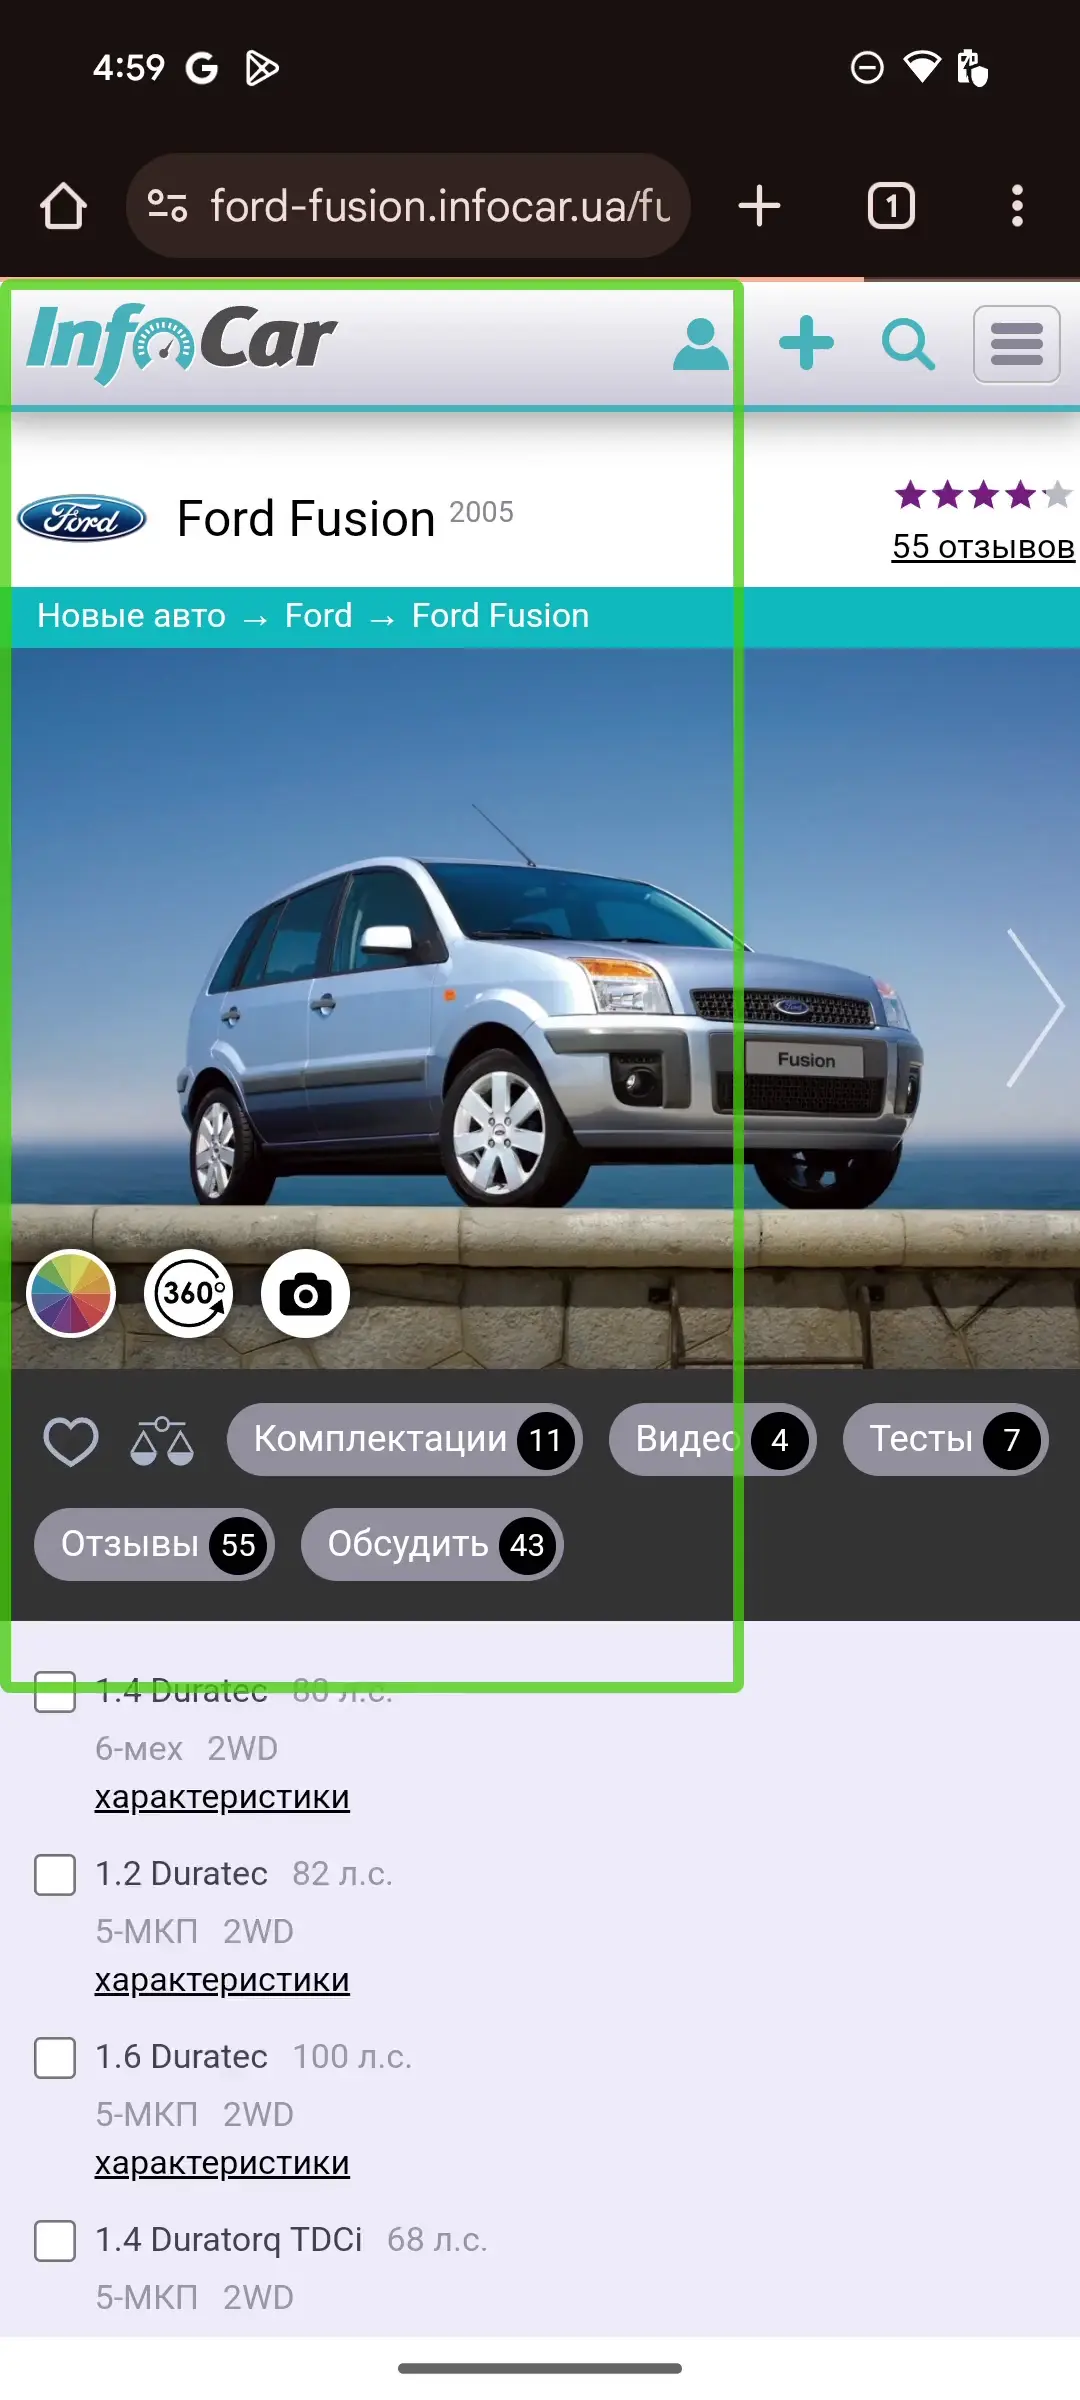 4:59
ford-fusion.infocar.ua/fu
1
InfoCar
Ford
Ford Fusion 2005
55 отзывов
Новые авто → Ford → Ford Fusion
Ford
Fusion
360°
Комплектации 11
Видео 4
Тесты 7
Отзывы 55
Обсудить 43
1.4 Duratec 80 л.с.
6-мех 2WD
характеристики
1.2 Duratec 82 л.с.
5-МКП 2WD
характеристики
1.6 Duratec 100 л.с.
5-МКП 2WD
характеристики
1.4 Duratorq TDCi 68 л.с.
5-МКП 2WD